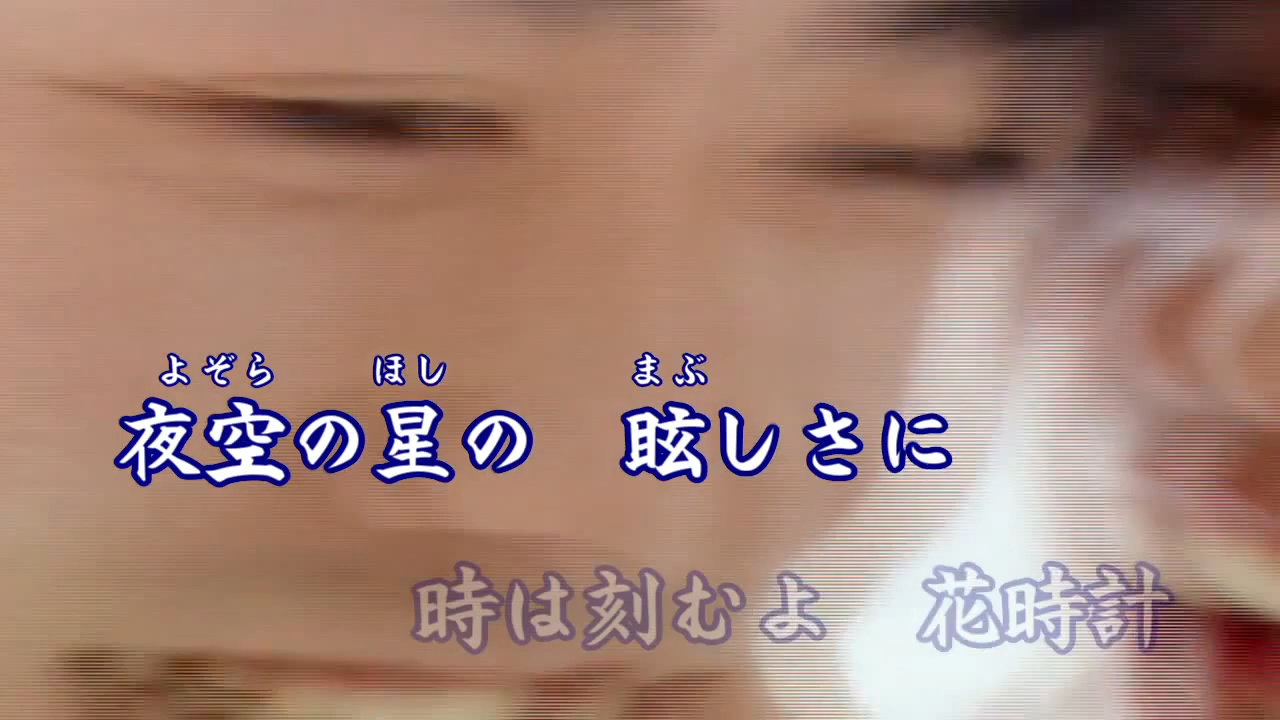 よぞら ほし まぶ
夜空の星の 眩しさに
時は刻むよ 花時計